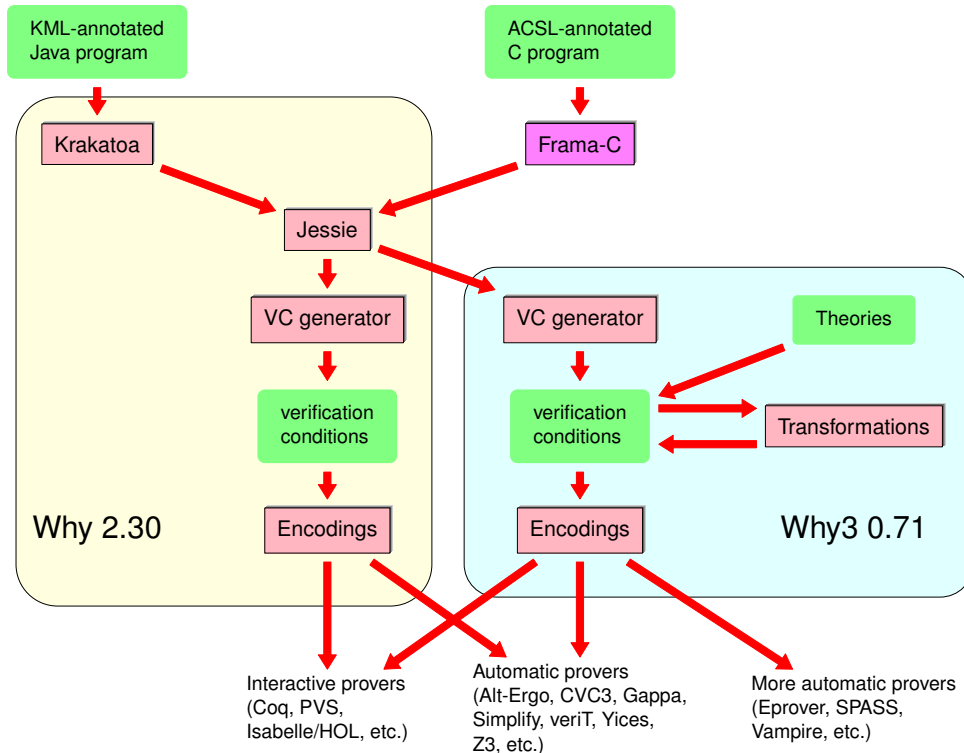 KML-annotated
Java program
ACSL-annotated
C program
Krakatoa
Frama-C
Jessie
VC generator
VC generator
Theories
verification
conditions
verification
conditions
Transformations
Why 2.30
Encodings
Encodings
Why3 0.71
Interactive provers
(Coq, PVS,
Isabelle/HOL, etc.)
Automatic provers
(Alt-Ergo, CVC3, Gappa,
Simplify, veriT, Yices,
Z3, etc.)
More automatic provers
(Eprover, SPASS,
Vampire, etc.)